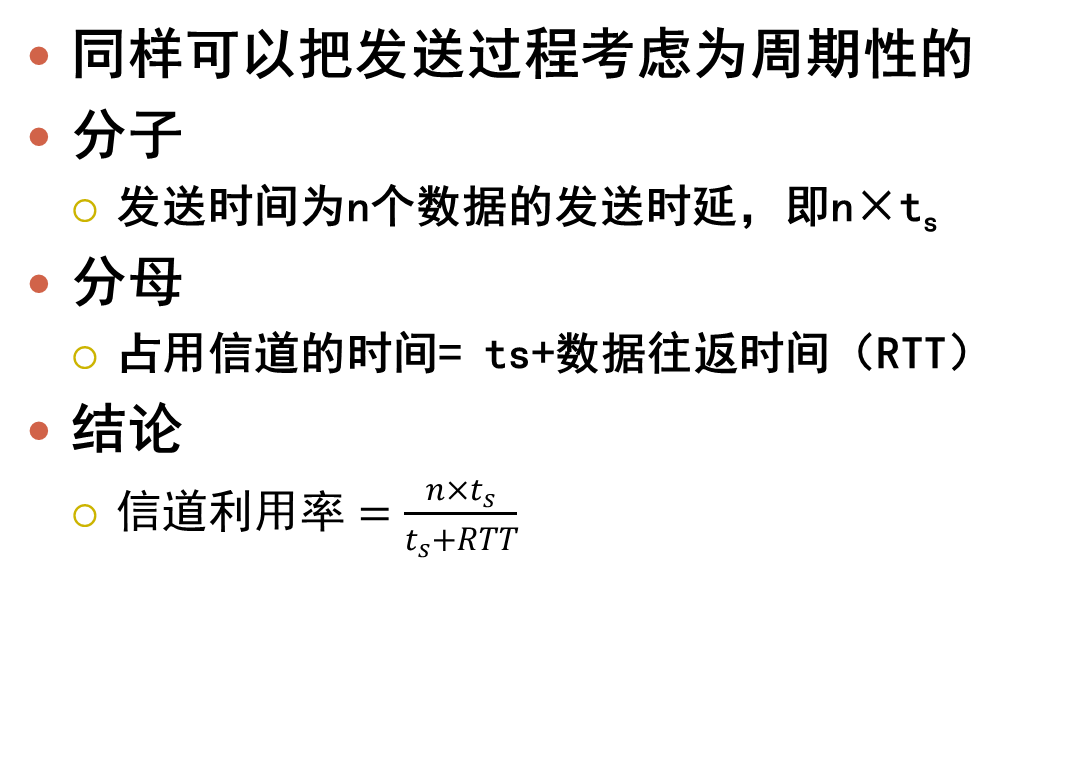 同样可以把发送过程考虑为周期性的
分子
发送时间为n个数据的发送时延，即n×tₛ
分母
占用信道的时间= ts+数据往返时间（RTT）
结论
信道利用率 = (n×tₛ)/(tₛ+RTT)